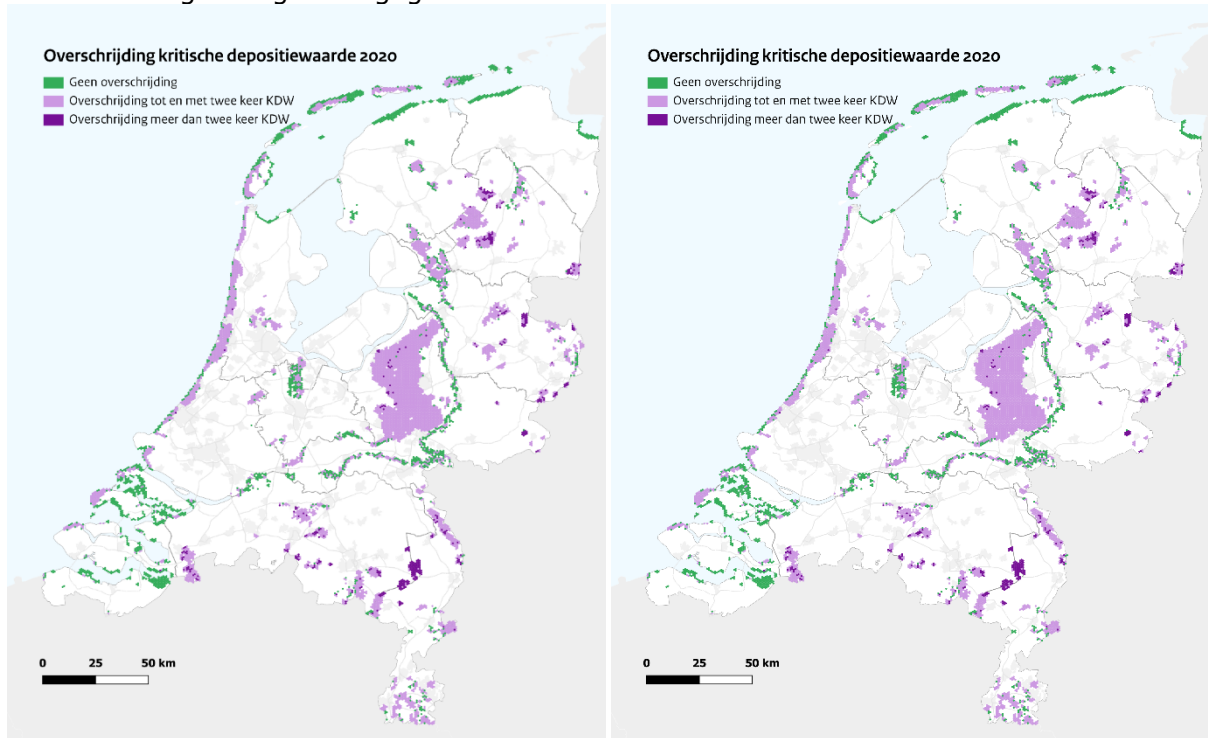 Overschrijding kritische depositiewaarde 2020
Geen overschrijding
Overschrijding tot en met twee keer KDW
Overschrijding meer dan twee keer KDW
0 25 50 km
Overschrijding kritische depositiewaarde 2020
Geen overschrijding
Overschrijding tot en met twee keer KDW
Overschrijding meer dan twee keer KDW
0 25 50 km